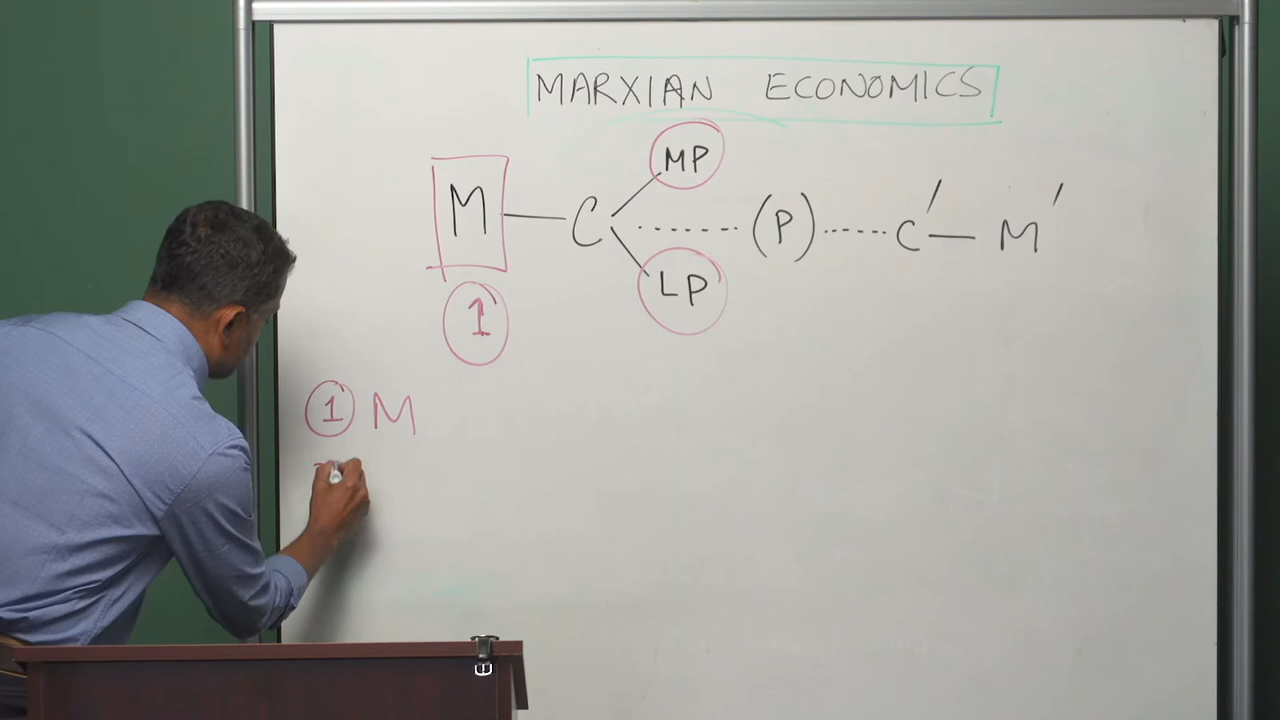 MARXIAN ECONOMICS
MP
M — C ........ (P) ...... C' — M'
LP
1
1 M